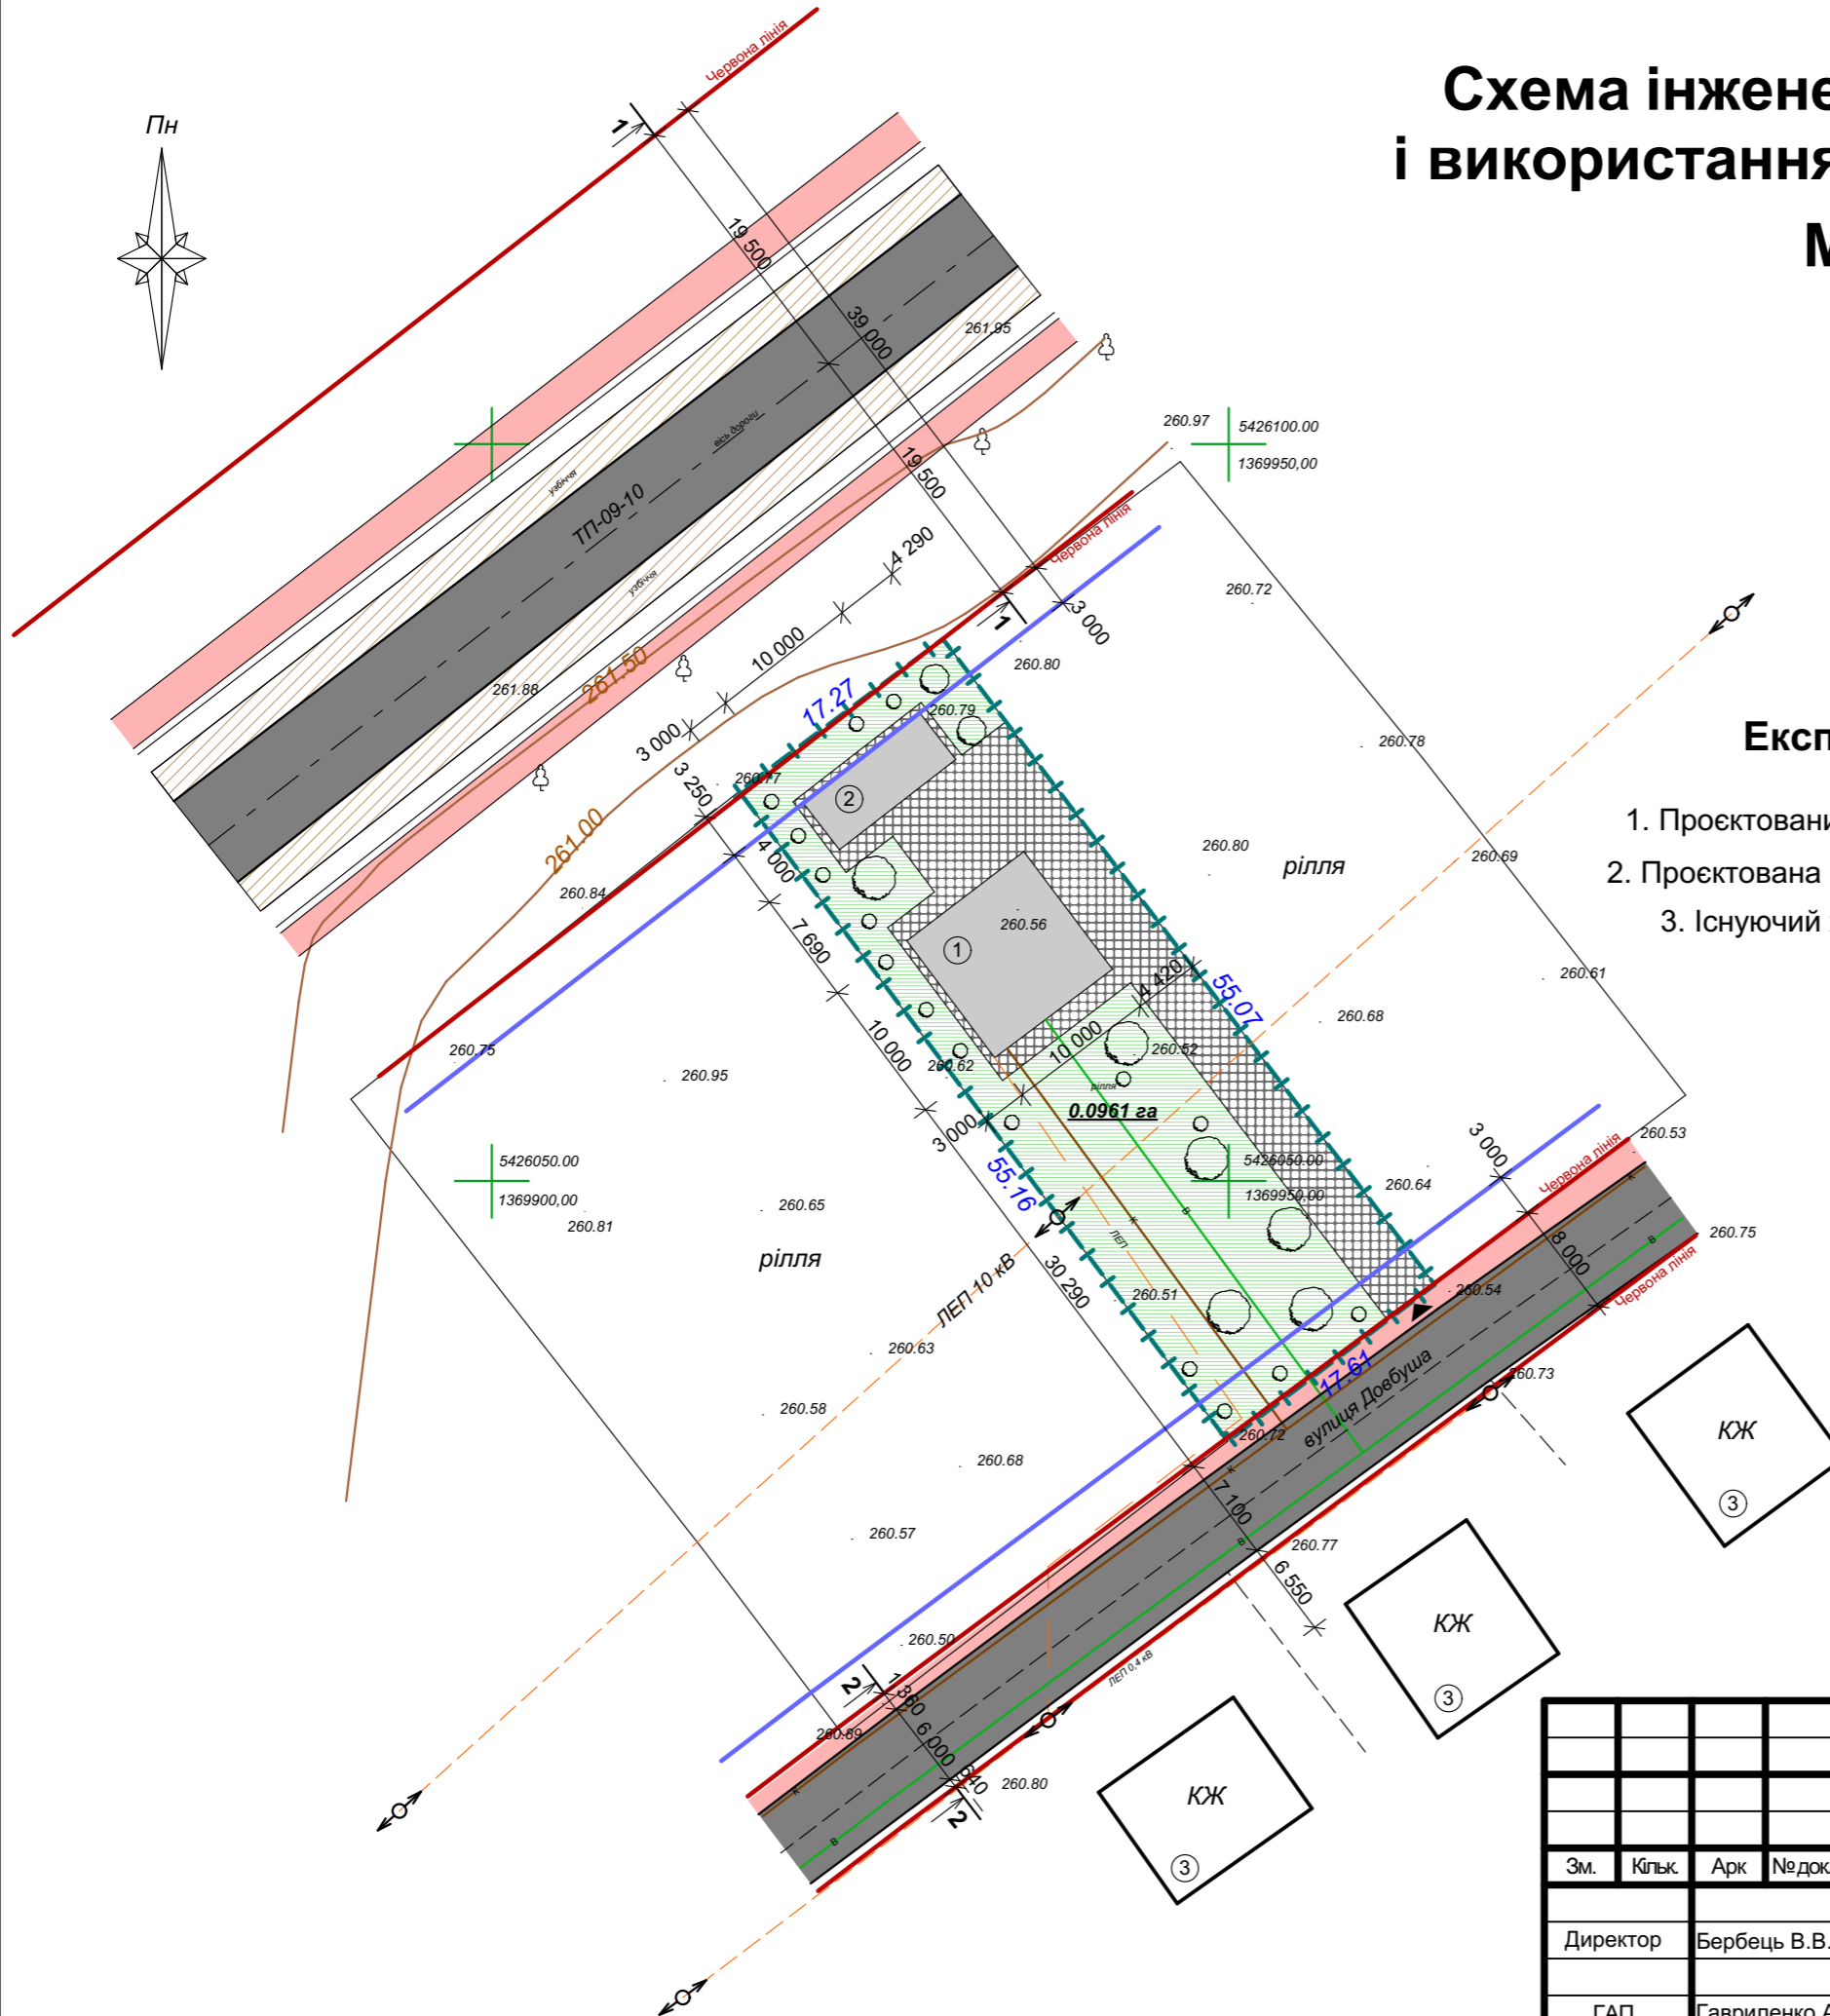 Схема інжене
і використання
М
Пн
Червона лінія
1
19 500
39 000
261.95
вісь дороги
узбіччя
ТП-09-10
узбіччя
19 500
260.97
5426100.00
1369950,00
Червона лінія
4 290
10 000
3 000
1
3 000
260.72
260.80
261.88
261.50
17.27
260.79
260.77
3 250
2
260.78
Експ
1. Проєктовани
2. Проєктована
3. Існуючий
261.00
260.84
4 000
7 690
260.80
рілля
260.69
260.56
1
4 420
55.07
260.61
260.68
260.75
260.95
10 000
260.62
10 000
260.52
рілля
0.0961 га
3 000
55.16
5426050.00
1369900,00
260.81
260.65
рілля
5426050.00
1369950,00
260.64
3 000
Червона лінія
260.53
260.75
8 000
Червона лінія
К
В
ЛЕП
К
В
ЛЕП 10 кВ
30 290
260.51
260.54
260.63
17.61
вулиця Довбуша
260.73
260.58
260.72
260.68
К
7 100
260.57
В
260.77
6 550
КЖ
3
КЖ
3
260.50
ЛЕП 0,4 кВ
2
1 360
260.89
6 000
640
260.80
2
К
В
КЖ
3
Зм.
Кільк.
Арк
№док.
Директор
Бербець В.В.
ГАП
Гавриленко А